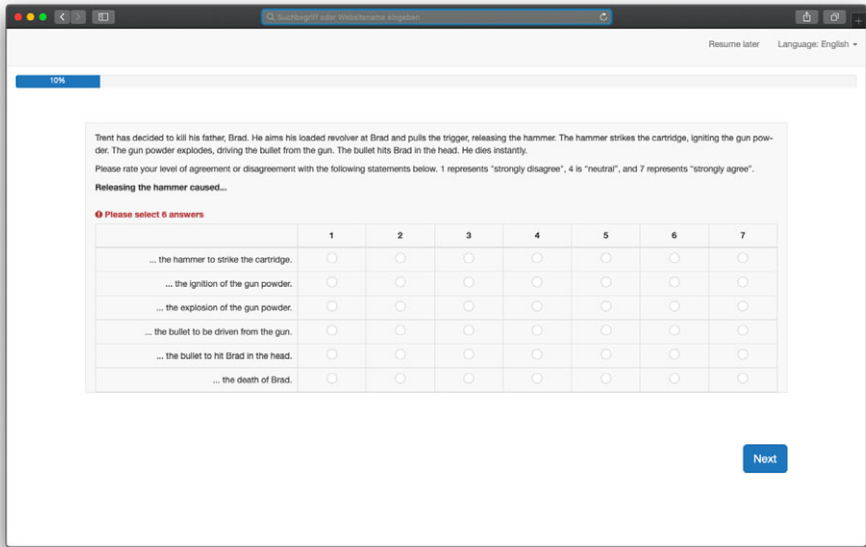 Suchbegriff oder Websitename eingeben
Resume later Language: English
10%
Trent has decided to kill his father, Brad. He aims his loaded revolver at Brad and pulls the trigger, releasing the hammer. The hammer strikes the cartridge, igniting the gun pow-
der. The gun powder explodes, driving the bullet from the gun. The bullet hits Brad in the head. He dies instantly.
Please rate your level of agreement or disagreement with the following statements below. 1 represents "strongly disagree", 4 is "neutral", and 7 represents "strongly agree".
Releasing the hammer caused...
Please select 6 answers
1 2 3 4 5 6 7
... the hammer to strike the cartridge.
... the ignition of the gun powder.
... the explosion of the gun powder.
... the bullet to be driven from the gun.
... the bullet to hit Brad in the head.
... the death of Brad.
Next